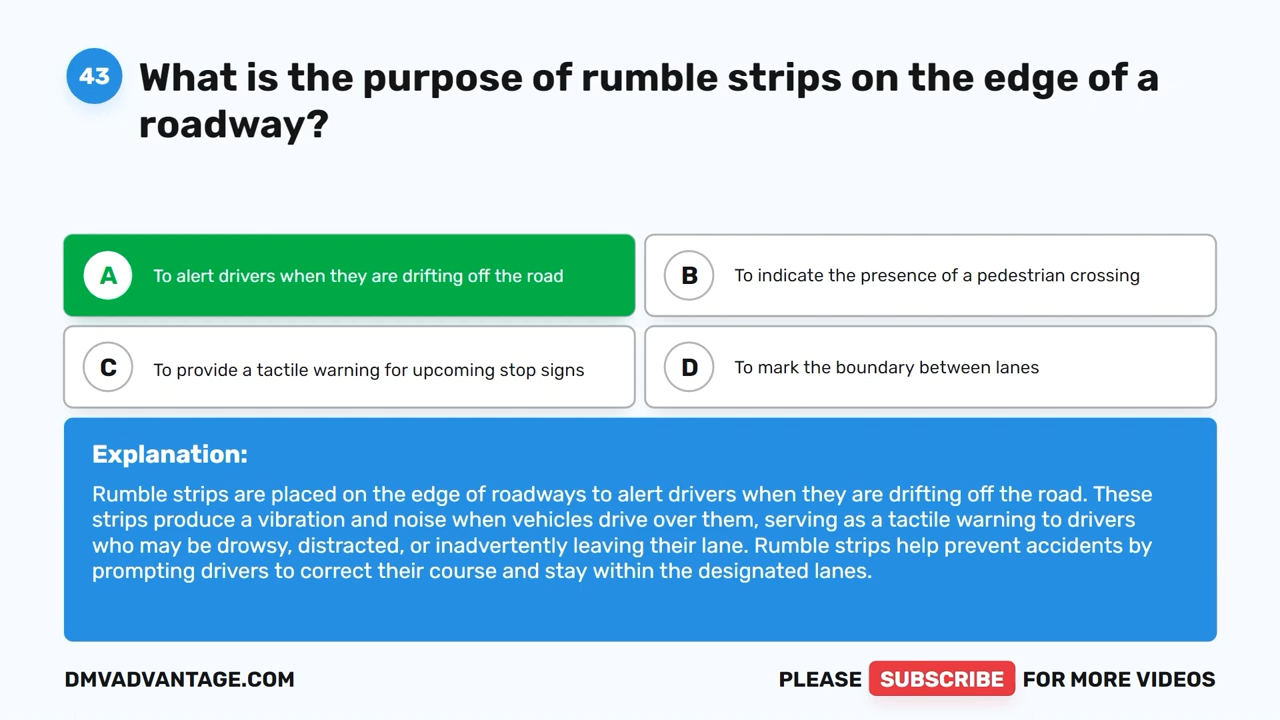 43
What is the purpose of rumble strips on the edge of a
roadway?
A
To alert drivers when they are drifting off the road
B
To indicate the presence of a pedestrian crossing
C
To provide a tactile warning for upcoming stop signs
D
To mark the boundary between lanes
Explanation:
Rumble strips are placed on the edge of roadways to alert drivers when they are drifting off the road. These
strips produce a vibration and noise when vehicles drive over them, serving as a tactile warning to drivers
who may be drowsy, distracted, or inadvertently leaving their lane. Rumble strips help prevent accidents by
prompting drivers to correct their course and stay within the designated lanes.
DMVADVANTAGE.COM
PLEASE SUBSCRIBE FOR MORE VIDEOS